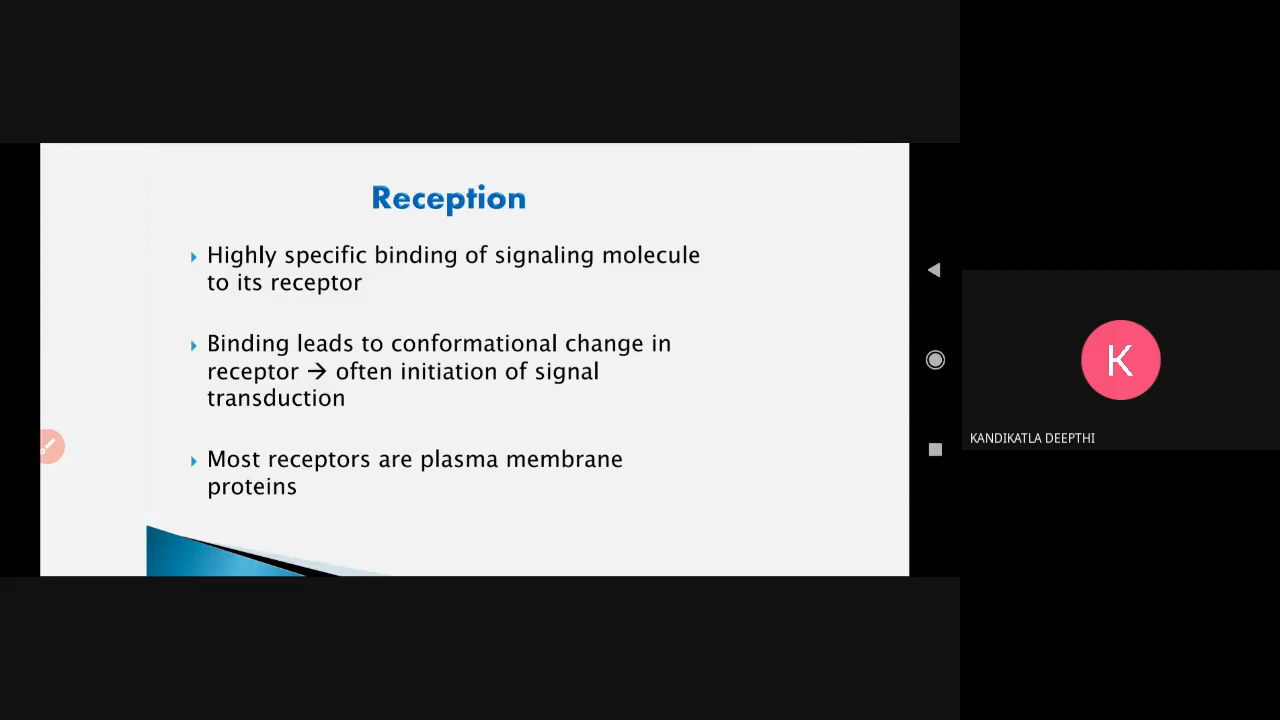 Reception
Highly specific binding of signaling molecule
to its receptor
Binding leads to conformational change in
receptor → often initiation of signal
transduction
Most receptors are plasma membrane
proteins
K
KANDIKATLA DEEPTHI